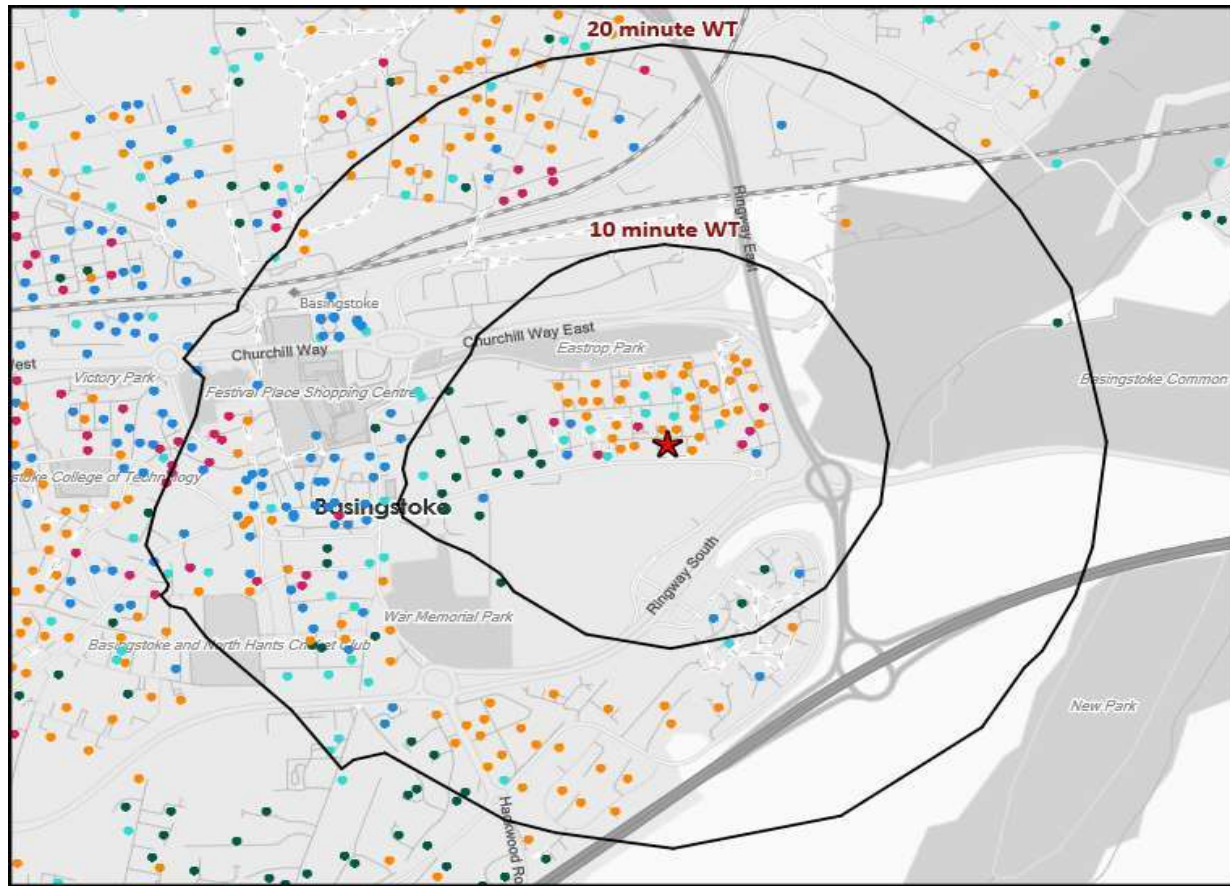 20 minute WT
Ringway East
10 minute WT
Basingstoke
Churchill Way East
Churchill Way
Eastrop Park
West
Victory Park
Festival Place Shopping Centre
Basingstoke Common
stoke College of Technology
Basingstoke
Ringway South
War Memorial Park
Basingstoke and North Hants Cricket Club
New Park
Hackwood Ro